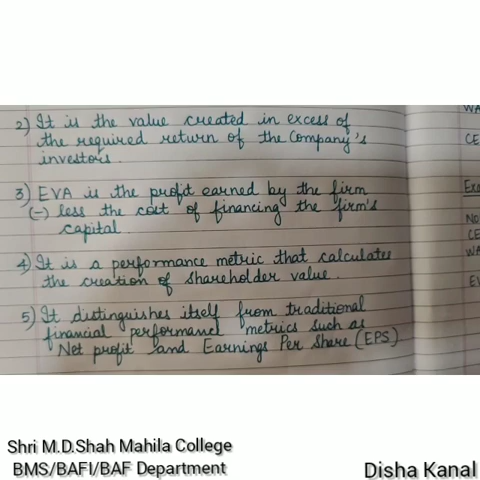 2) It is the value created in excess of
the required return of the Company's
investors.
3) EVA is the profit earned by the firm
(-) less the cost of financing the firm's
capital.
4) It is a performance metric that calculates
the creation of shareholder value.
5) It distinguishes itself from traditional
financial performanel metrics such as
Net profit and Earnings Per Share (EPS)
WA
CE
Exa
NO
CE
WA
EV
Shri M.D.Shah Mahila College
BMS/BAFI/BAF Department
Disha Kanal